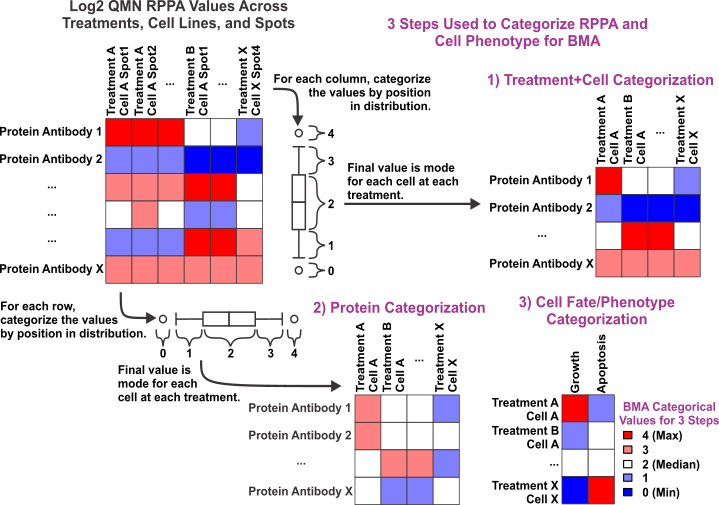 Log2 QMN RPPA Values Across
Treatments, Cell Lines, and Spots
3 Steps Used to Categorize RPPA and
Cell Phenotype for BMA
Treatment A
Cell A Spot1
Treatment A
Cell A Spot2
...
Treatment B
Cell A Spot1
...
Treatment X
Cell X Spot4
Protein Antibody 1
Protein Antibody 2
...
...
...
Protein Antibody X
For each column, categorize
the values by position
in distribution.
4
3
2
1
0
Final value is mode
for each cell at each
treatment.
1) Treatment+Cell Categorization
Treatment A
Cell A
Treatment B
Cell A
...
Treatment X
Cell X
Protein Antibody 1
Protein Antibody 2
...
Protein Antibody X
For each row,
categorize the values
by position in distribution.
0
1
2
3
4
Final value is
mode for each
cell at each treatment.
2) Protein Categorization
Treatment A
Cell A
Treatment B
Cell A
...
Treatment X
Cell X
Protein Antibody 1
Protein Antibody 2
...
Protein Antibody X
3) Cell Fate/Phenotype
Categorization
Growth
Apoptosis
Treatment A
Cell A
Treatment B
Cell A
...
Treatment X
Cell X
BMA Categorical
Values for 3 Steps
4 (Max)
3
2 (Median)
1
0 (Min)